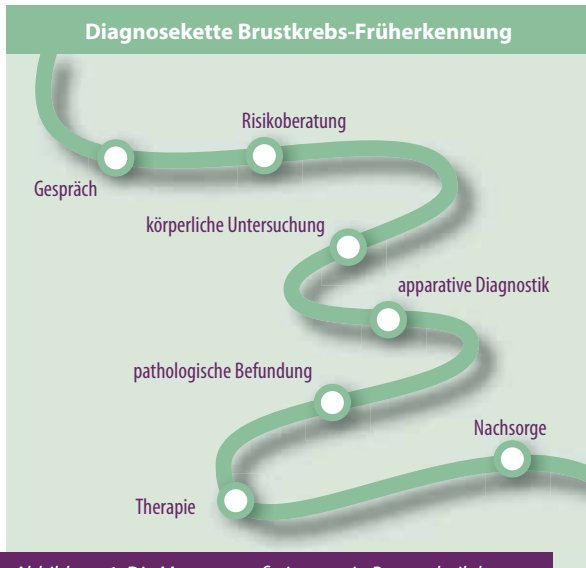 Diagnosekette Brustkrebs-Früherkennung
Gespräch
Risikoberatung
körperliche Untersuchung
apparative Diagnostik
pathologische Befundung
Therapie
Nachsorge